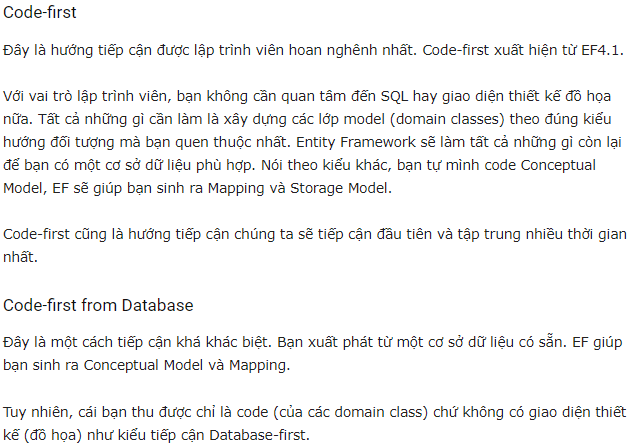 Code-first
Đây là hướng tiếp cận được lập trình viên hoan nghênh nhất. Code-first xuất hiện từ EF4.1.
Với vai trò lập trình viên, bạn không cần quan tâm đến SQL hay giao diện thiết kế đồ họa
nữa. Tất cả những gì cần làm là xây dựng các lớp model (domain classes) theo đúng kiểu
hướng đối tượng mà bạn quen thuộc nhất. Entity Framework sẽ làm tất cả những gì còn lại
để bạn có một cơ sở dữ liệu phù hợp. Nói theo kiểu khác, bạn tự mình code Conceptual
Model, EF sẽ giúp bạn sinh ra Mapping và Storage Model.
Code-first cũng là hướng tiếp cận chúng ta sẽ tiếp cận đầu tiên và tập trung nhiều thời gian
nhất.
Code-first from Database
Đây là một cách tiếp cận khá khác biệt. Bạn xuất phát từ một cơ sở dữ liệu có sẵn. EF giúp
bạn sinh ra Conceptual Model và Mapping.
Tuy nhiên, cái bạn thu được chỉ là code (của các domain class) chứ không có giao diện thiết
kế (đồ họa) như kiểu tiếp cận Database-first.